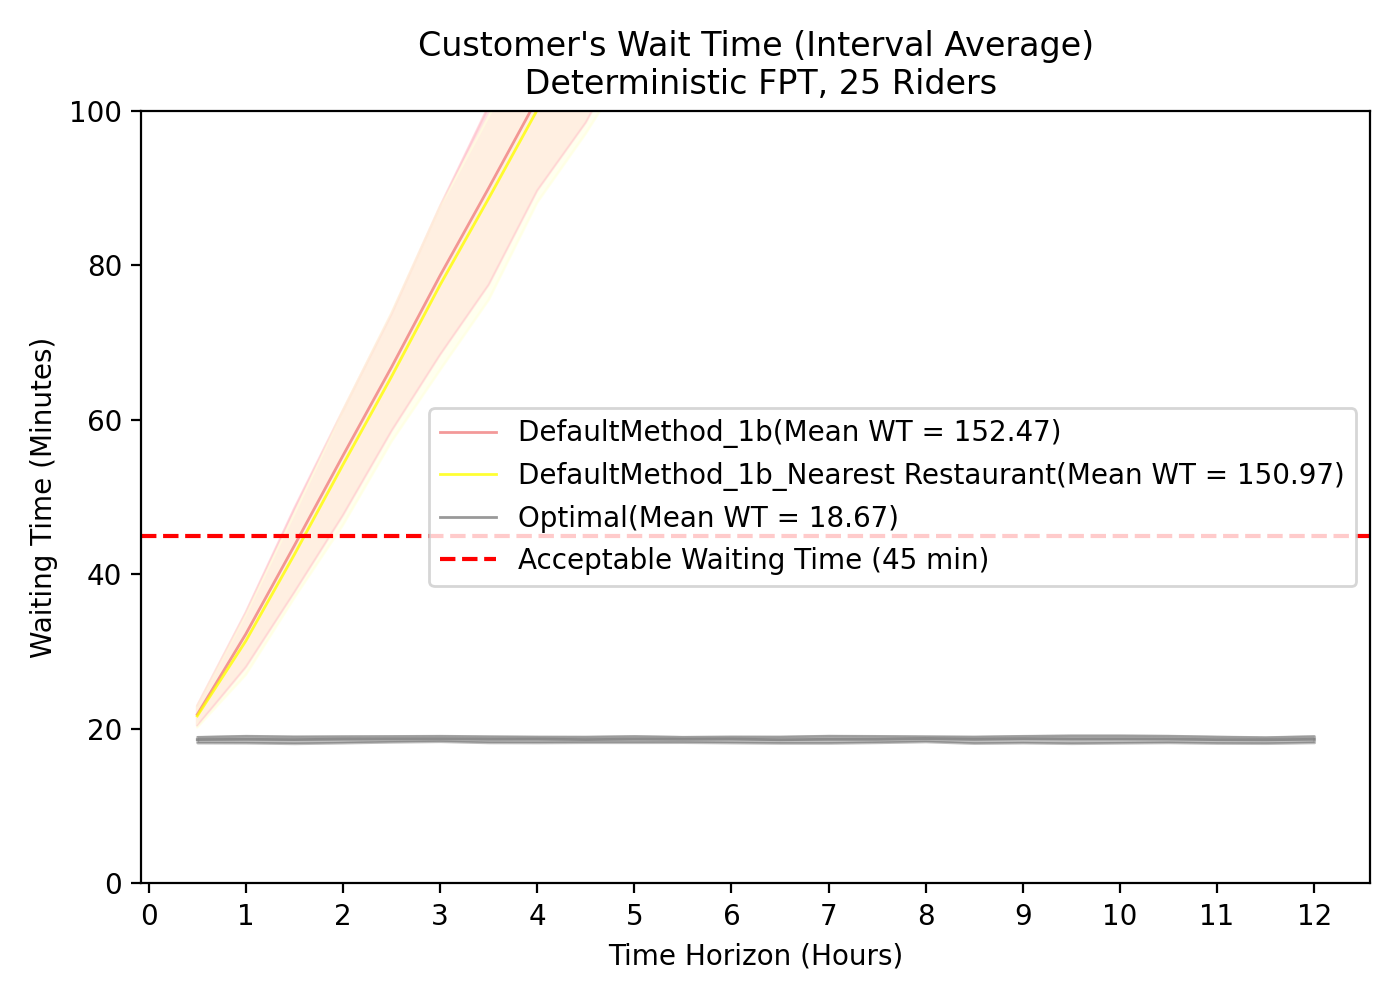 Customer's Wait Time (Interval Average)
Deterministic FPT, 25 Riders
100
80
60
40
20
0
Waiting Time (Minutes)
DefaultMethod_1b(Mean WT = 152.47)
DefaultMethod_1b_Nearest Restaurant(Mean WT = 150.97)
Optimal(Mean WT = 18.67)
Acceptable Waiting Time (45 min)
0 1 2 3 4 5 6 7 8 9 10 11 12
Time Horizon (Hours)